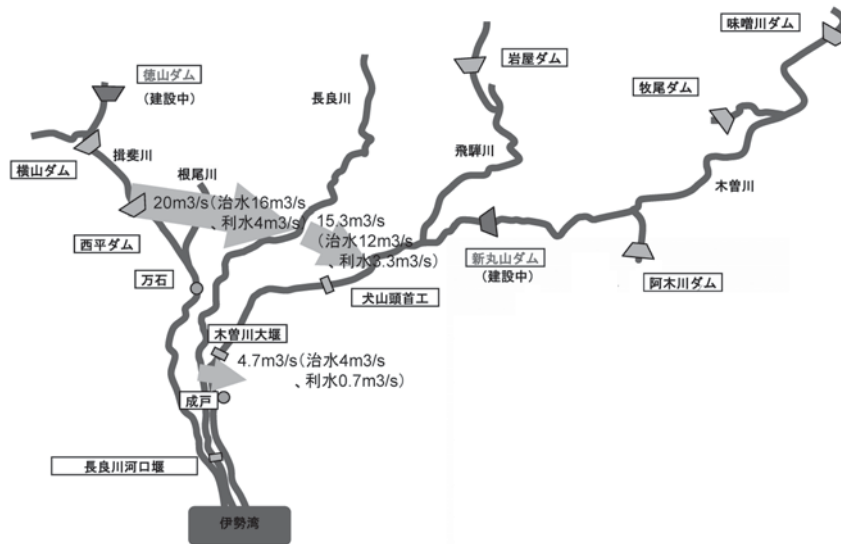 味噌川ダム
徳山ダム
(建設中)
長良川
岩屋ダム
牧尾ダム
横山ダム
揖斐川
根尾川
飛騨川
木曽川
20m3/s(治水16m3/s
、利水4m3/s)
15.3m3/s
(治水12m3/s
、利水3.3m3/s)
西平ダム
新丸山ダム
(建設中)
阿木川ダム
万石
犬山頭首工
木曽川大堰
4.7m3/s(治水4m3/s
、利水0.7m3/s)
成戸
長良川河口堰
伊勢湾